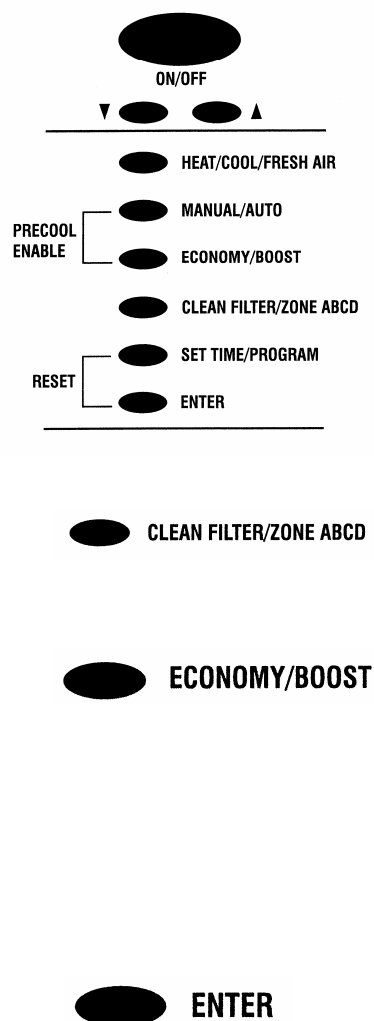 ON/OFF
▼ ▲
HEAT/COOL/FRESH AIR
MANUAL/AUTO
PRECOOL
ENABLE
ECONOMY/BOOST
CLEAN FILTER/ZONE ABCD
SET TIME/PROGRAM
RESET
ENTER
CLEAN FILTER/ZONE ABCD
ECONOMY/BOOST
ENTER